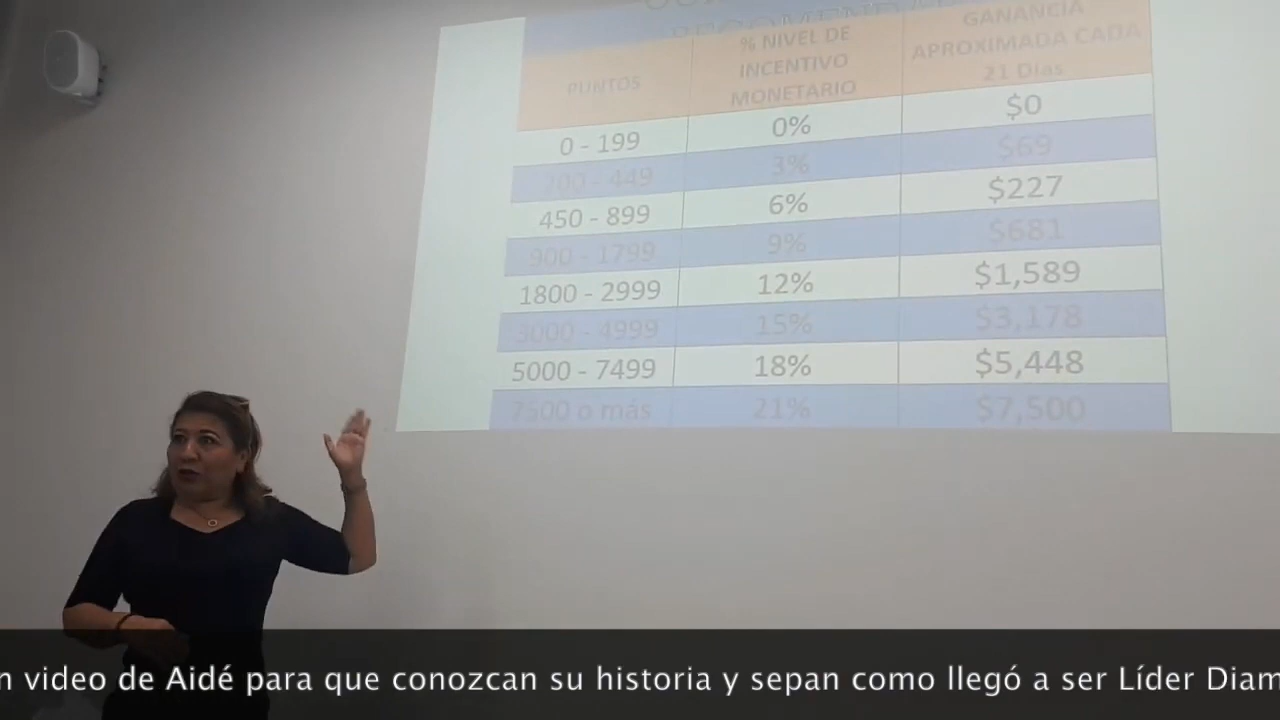 PUNTOS % NIVEL DE INCENTIVO MONETARIO GANANCIA APROXIMADA CADA 21 Días
0 - 199 0% $0
200 - 449 3% $69
450 - 899 6% $227
900 - 1799 9% $681
1800 - 2999 12% $1,589
3000 - 4999 15% $3,178
5000 - 7499 18% $5,448
7500 o más 21% $7,500
video de Aidé para que conozcan su historia y sepan como llegó a ser Líder